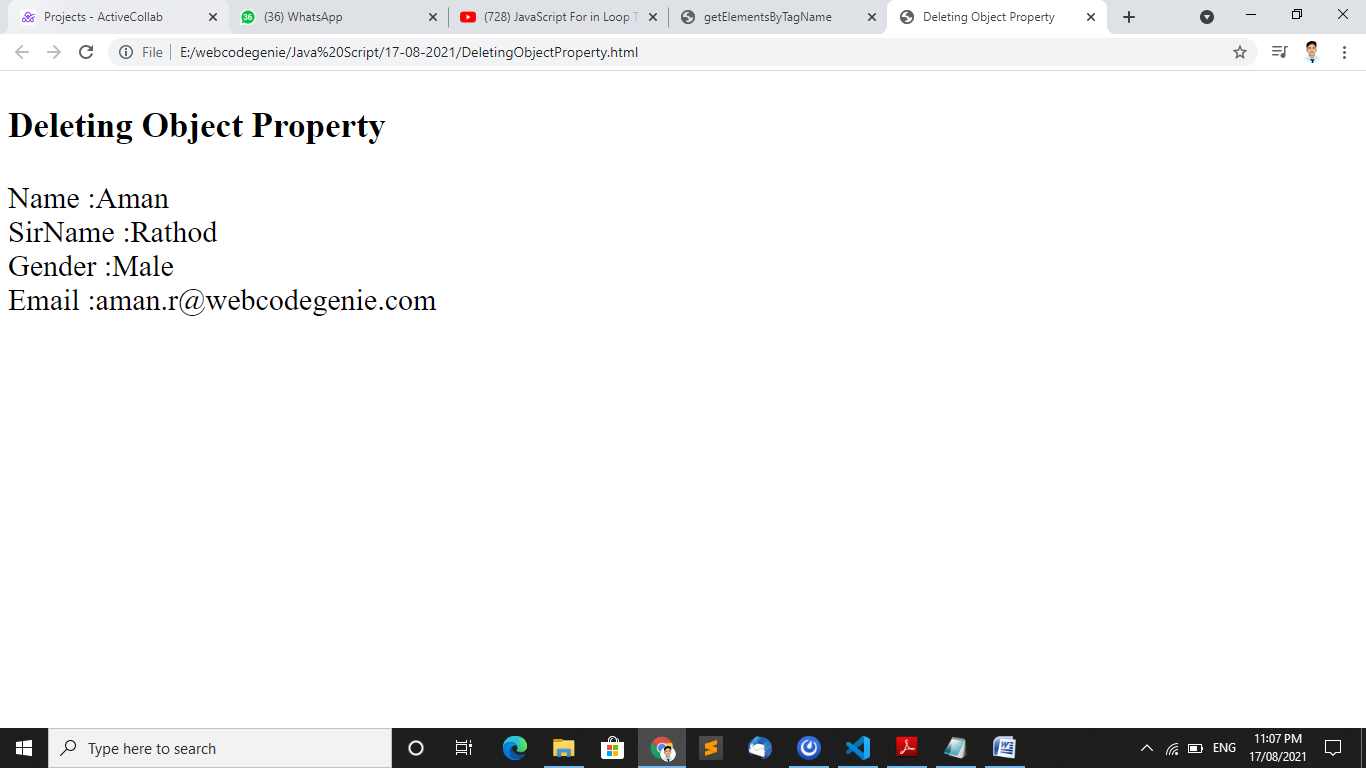 Projects - ActiveCollab
36
(36) WhatsApp
(728) JavaScript For in Loop
getElementsByTagName
Deleting Object Property
File
E:/webcodegenie/Java%20Script/17-08-2021/DeletingObjectProperty.html
Deleting Object Property
Name :Aman
SirName :Rathod
Gender :Male
Email :aman.r@webcodegenie.com
Type here to search
ENG
11:07 PM
17/08/2021